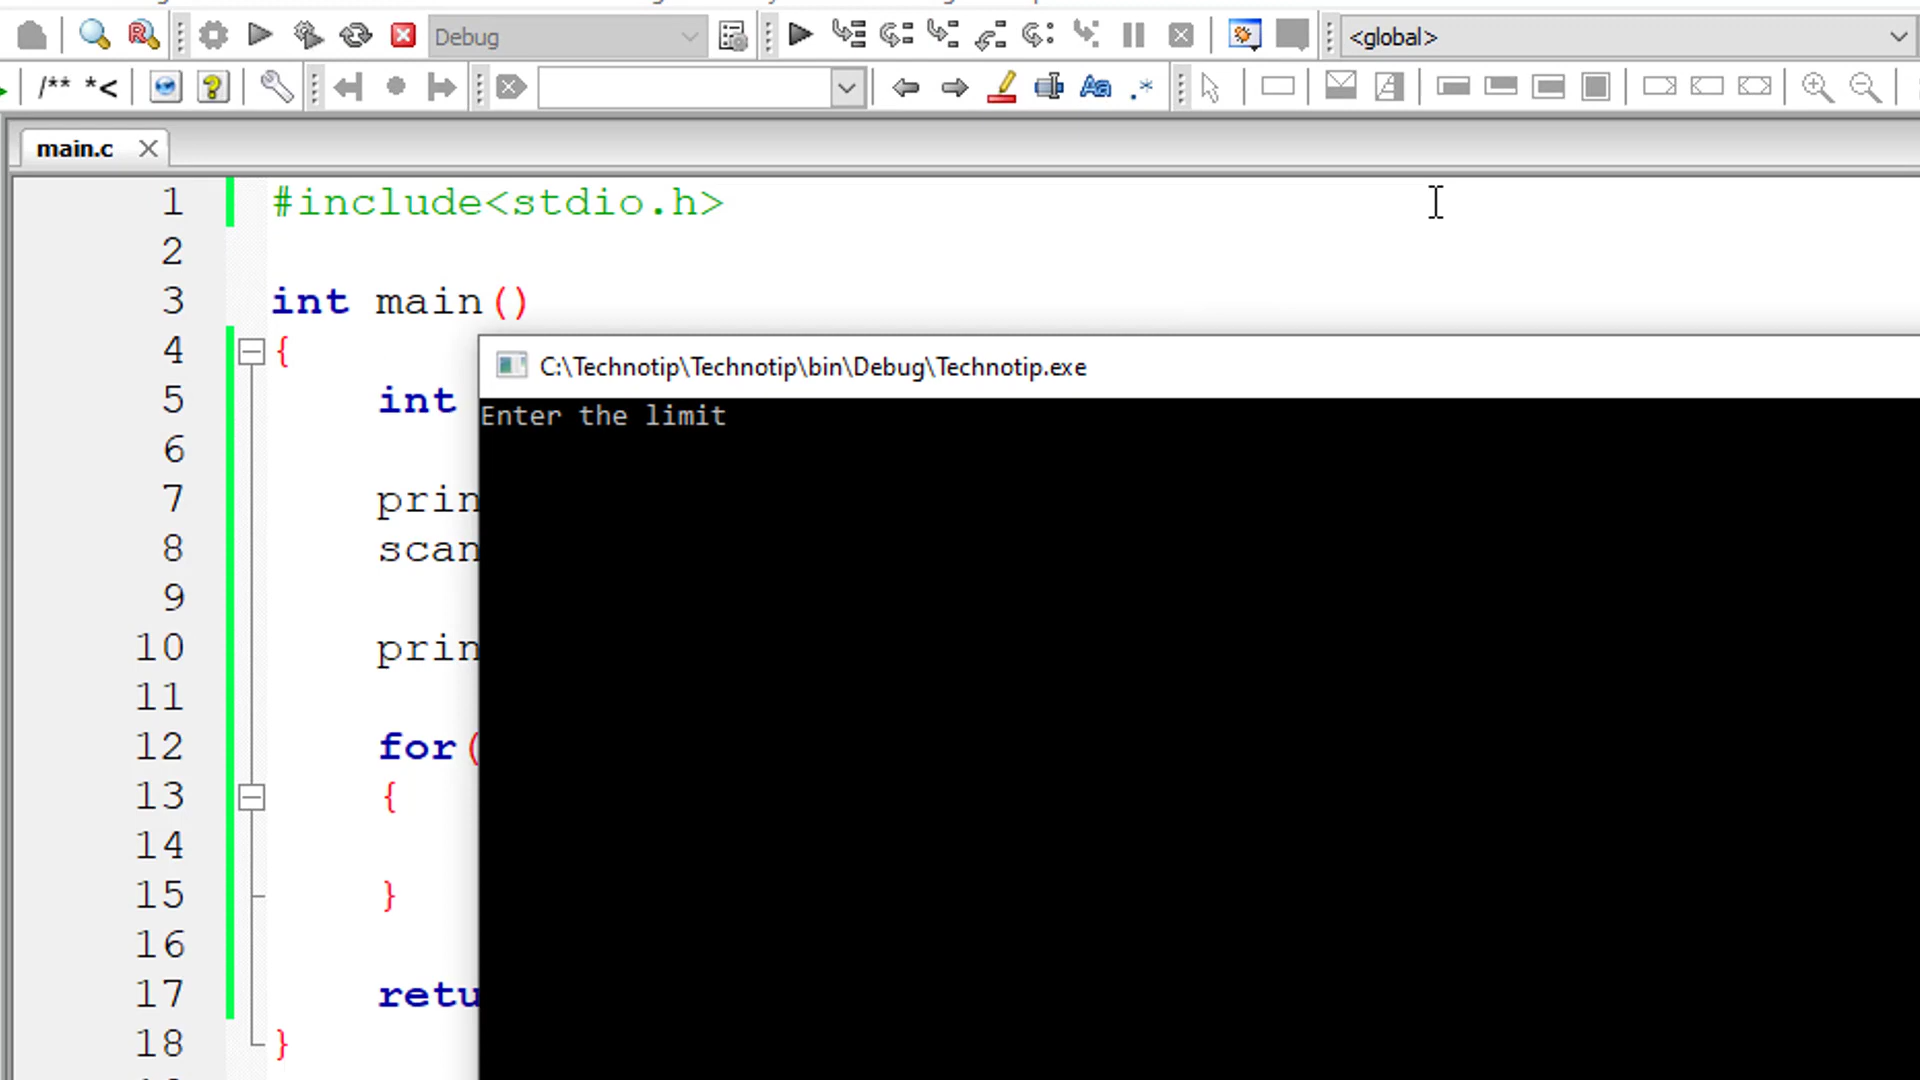 Debug
<global>
/** *<
.*
main.c
1 #include<stdio.h>
2
3 int main()
4 {
C:\Technotip\Technotip\bin\Debug\Technotip.exe
5 int
Enter the limit
6
7 prin
8 scan
9
10 prin
11
12 for(
13 {
14
15 }
16
17 retu
18 }